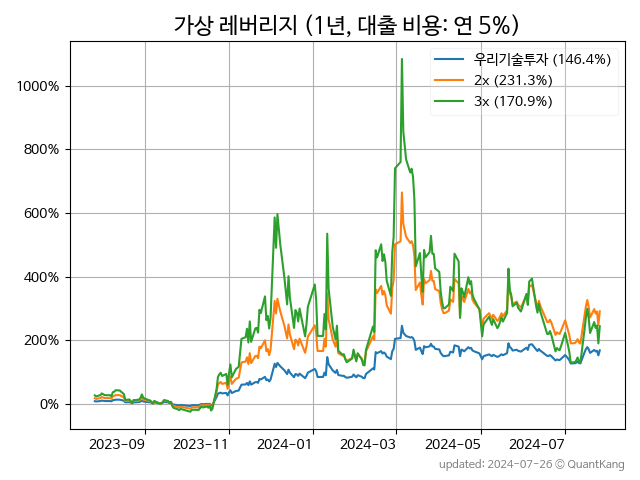 가상 레버리지 (1년, 대출 비용: 연 5%)
우리기술투자 (146.4%)
2x (231.3%)
3x (170.9%)
1000%
800%
600%
400%
200%
0%
2023-09 2023-11 2024-01 2024-03 2024-05 2024-07
updated: 2024-07-26 © QuantKang